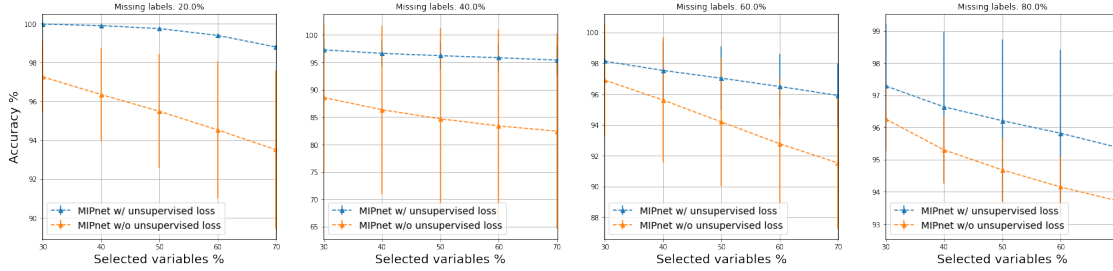 Missing labels: 20.0%
Accuracy %
100
98
96
94
92
90
MIPnet w/ unsupervised loss
MIPnet w/o unsupervised loss
30 40 50 60 70
Selected variables %
Missing labels: 40.0%
100
95
90
85
80
75
70
65
MIPnet w/ unsupervised loss
MIPnet w/o unsupervised loss
30 40 50 60 70
Selected variables %
Missing labels: 60.0%
100
98
96
94
92
90
88
MIPnet w/ unsupervised loss
MIPnet w/o unsupervised loss
30 40 50 60 70
Selected variables %
Missing labels: 80.0%
99
98
97
96
95
94
93
MIPnet w/ unsupervised loss
MIPnet w/o unsupervised loss
30 40 50 60
Selected variables %